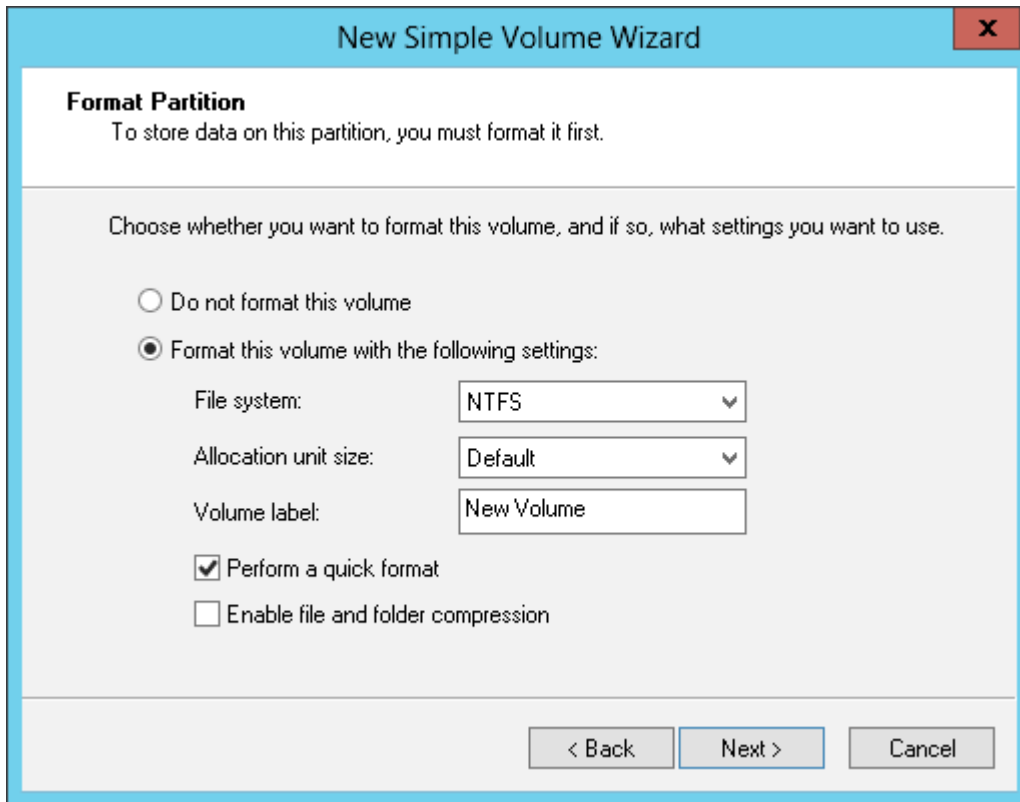 New Simple Volume Wizard
x
Format Partition
To store data on this partition, you must format it first.
Choose whether you want to format this volume, and if so, what settings you want to use.
Do not format this volume
Format this volume with the following settings:
File system: NTFS
Allocation unit size: Default
Volume label: New Volume
Perform a quick format
Enable file and folder compression
< Back Next > Cancel